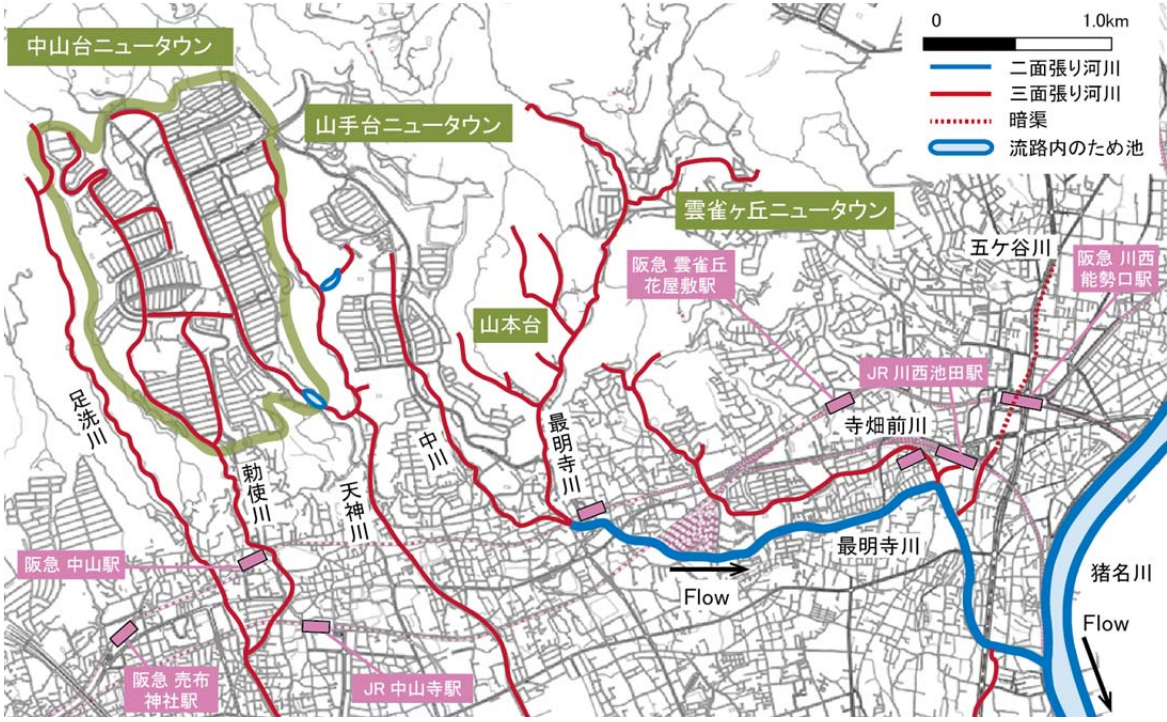 中山台ニュータウン
山手台ニュータウン
雲雀ヶ丘ニュータウン
山本台
0 1.0km
二面張り河川
三面張り河川
暗渠
流路内のため池
五ケ谷川
阪急 雲雀丘
花屋敷駅
阪急 川西
能勢口駅
JR 川西池田駅
寺畑前川
足洗川
勅使川
天神川
中川
最明寺川
最明寺川
猪名川
阪急 中山駅
Flow
Flow
阪急 売布
神社駅
JR 中山寺駅